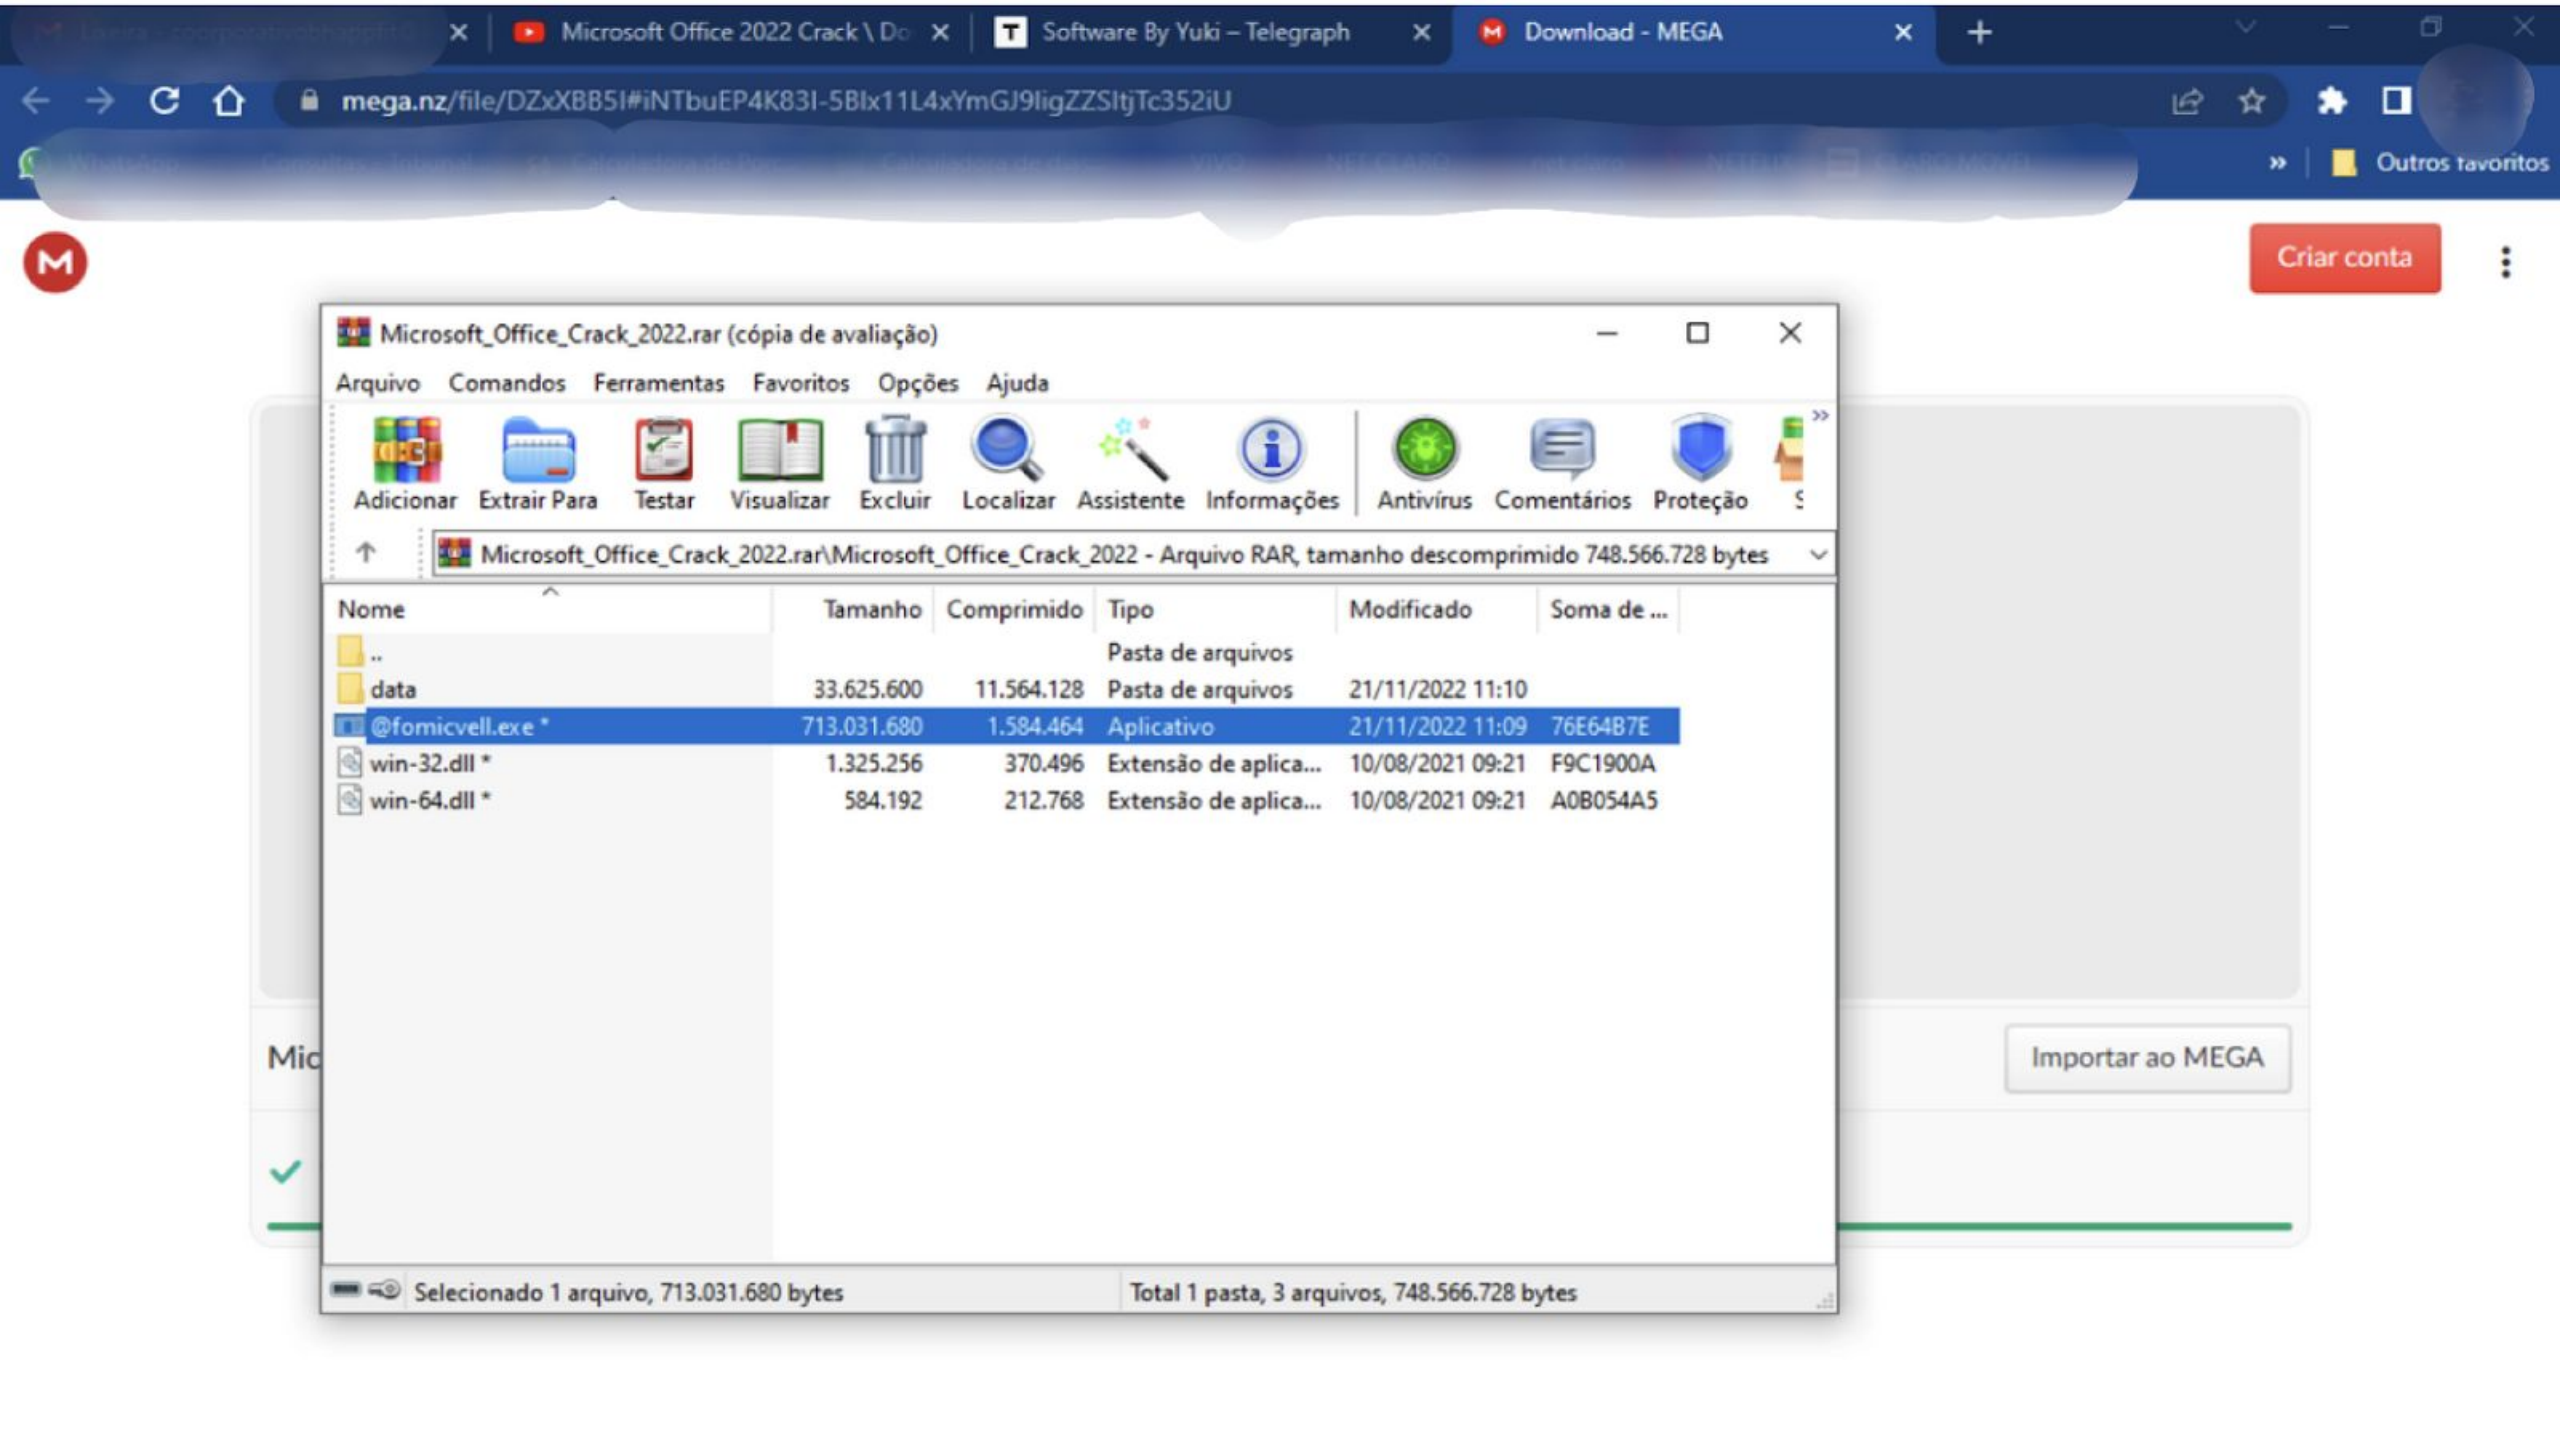 Microsoft Office 2022 Crack \ Do
Software By Yuki – Telegraph
Download - MEGA
mega.nz/file/DZxXBB5I#iNTbuEP4K83I-5BIx11L4xYmGJ9IigZZSItjTc352iU
Outros favoritos
Criar conta
Microsoft_Office_Crack_2022.rar (cópia de avaliação)
Arquivo Comandos Ferramentas Favoritos Opções Ajuda
Adicionar Extrair Para Testar Visualizar Excluir Localizar Assistente Informações Antivírus Comentários Proteção S
Microsoft_Office_Crack_2022.rar\Microsoft_Office_Crack_2022 - Arquivo RAR, tamanho descomprimido 748.566.728 bytes
Nome Tamanho Comprimido Tipo Modificado Soma de ...
.. Pasta de arquivos
data 33.625.600 11.564.128 Pasta de arquivos 21/11/2022 11:10
@fomicvell.exe * 713.031.680 1.584.464 Aplicativo 21/11/2022 11:09 76E64B7E
win-32.dll * 1.325.256 370.496 Extensão de aplica... 10/08/2021 09:21 F9C1900A
win-64.dll * 584.192 212.768 Extensão de aplica... 10/08/2021 09:21 A0B054A5
Mic
Importar ao MEGA
Selecionado 1 arquivo, 713.031.680 bytes
Total 1 pasta, 3 arquivos, 748.566.728 bytes